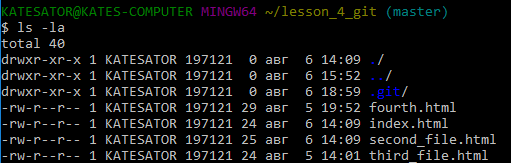 KATESATOR@KATES-COMPUTER MINGW64 ~/lesson_4_git (master)
$ ls -la
total 40
drwxr-xr-x 1 KATESATOR 197121  0 авг  6 14:09 ./
drwxr-xr-x 1 KATESATOR 197121  0 авг  6 15:52 ../
drwxr-xr-x 1 KATESATOR 197121  0 авг  6 18:59 .git/
-rw-r--r-- 1 KATESATOR 197121 29 авг  5 19:52 fourth.html
-rw-r--r-- 1 KATESATOR 197121 24 авг  6 14:09 index.html
-rw-r--r-- 1 KATESATOR 197121 25 авг  6 14:09 second_file.html
-rw-r--r-- 1 KATESATOR 197121 24 авг  5 14:01 third_file.html